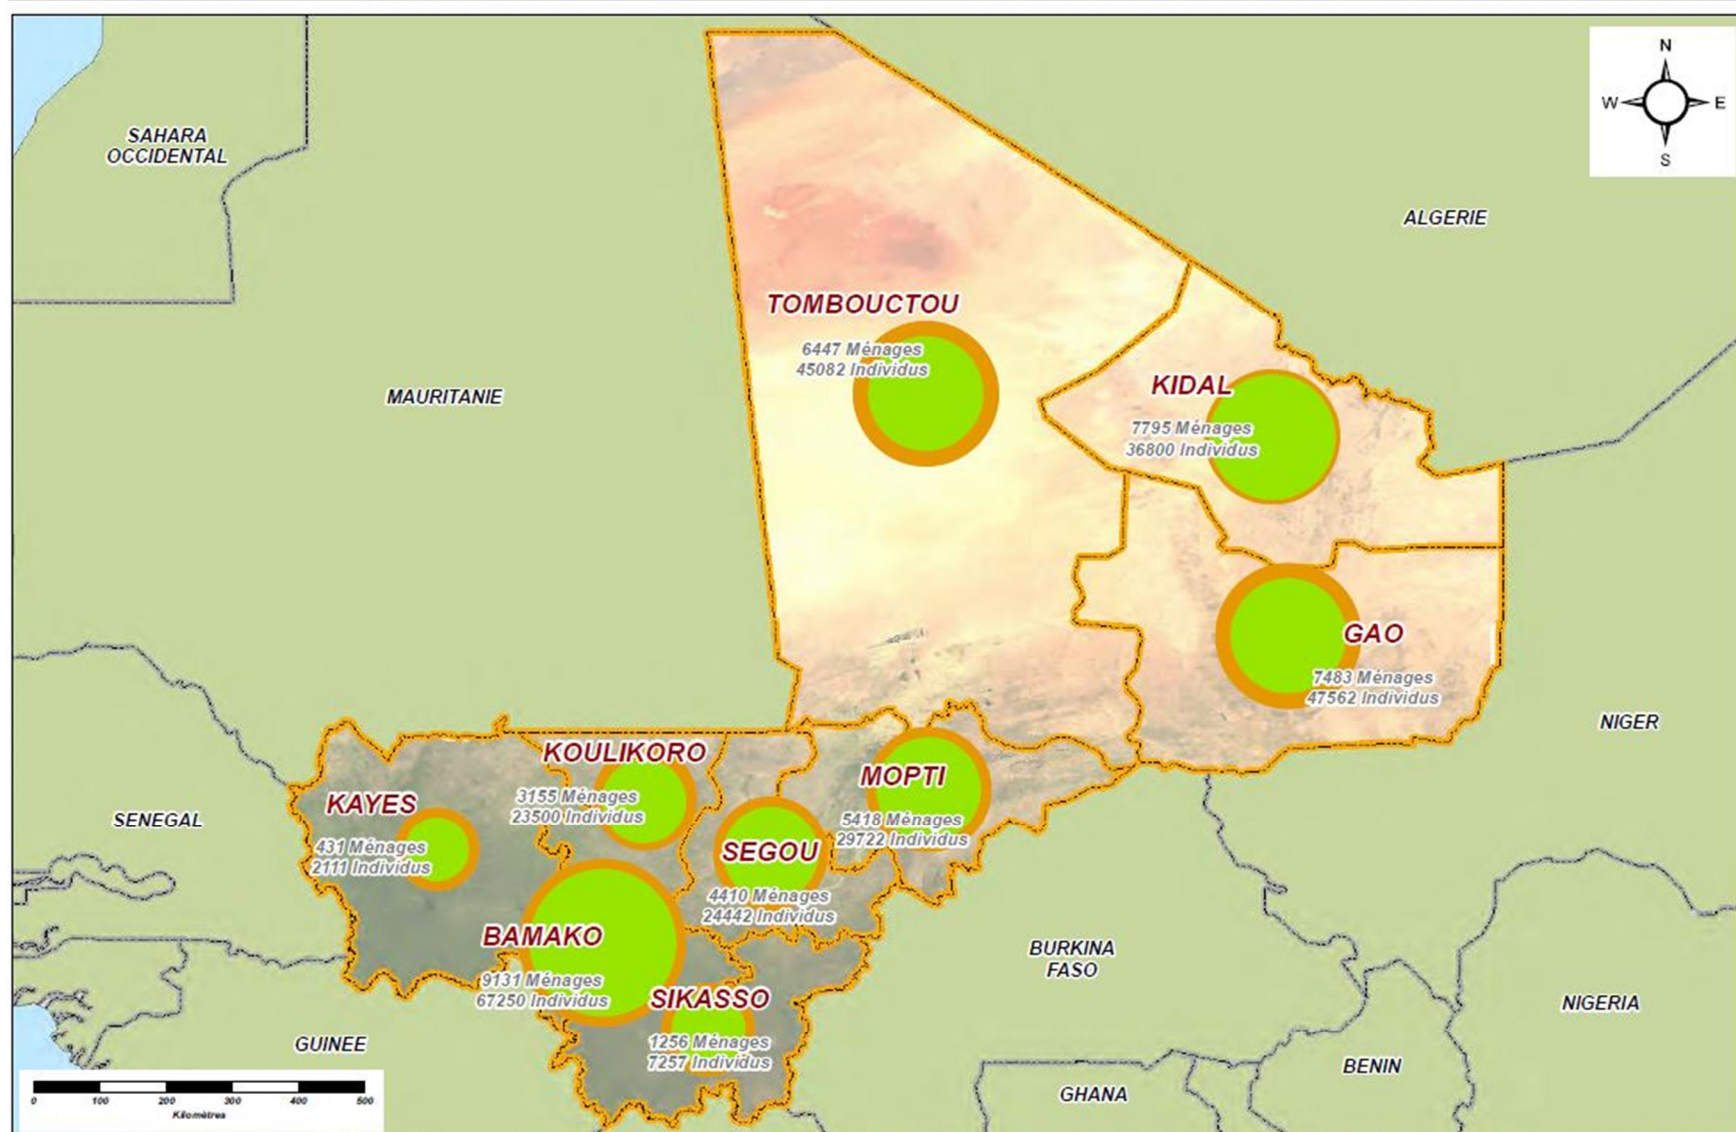 N
W
E
S
SAHARA
OCCIDENTAL
ALGERIE
TOMBOUCTOU
6447 Ménages
45082 Individus
MAURITANIE
KIDAL
7795 Ménages
36800 Individus
GAO
7483 Ménages
47562 Individus
NIGER
KOULIKORO
3155 Ménages
23500 Individus
MOPTI
5418 Ménages
29722 Individus
KAYES
431 Ménages
2111 Individus
SENEGAL
SEGOU
4410 Ménages
24442 Individus
BAMAKO
9131 Ménages
67250 Individus
SIKASSO
1256 Ménages
7257 Individus
BURKINA
FASO
NIGERIA
GUINEE
BENIN
GHANA
0 100 200 300 400 500
Kilomètres